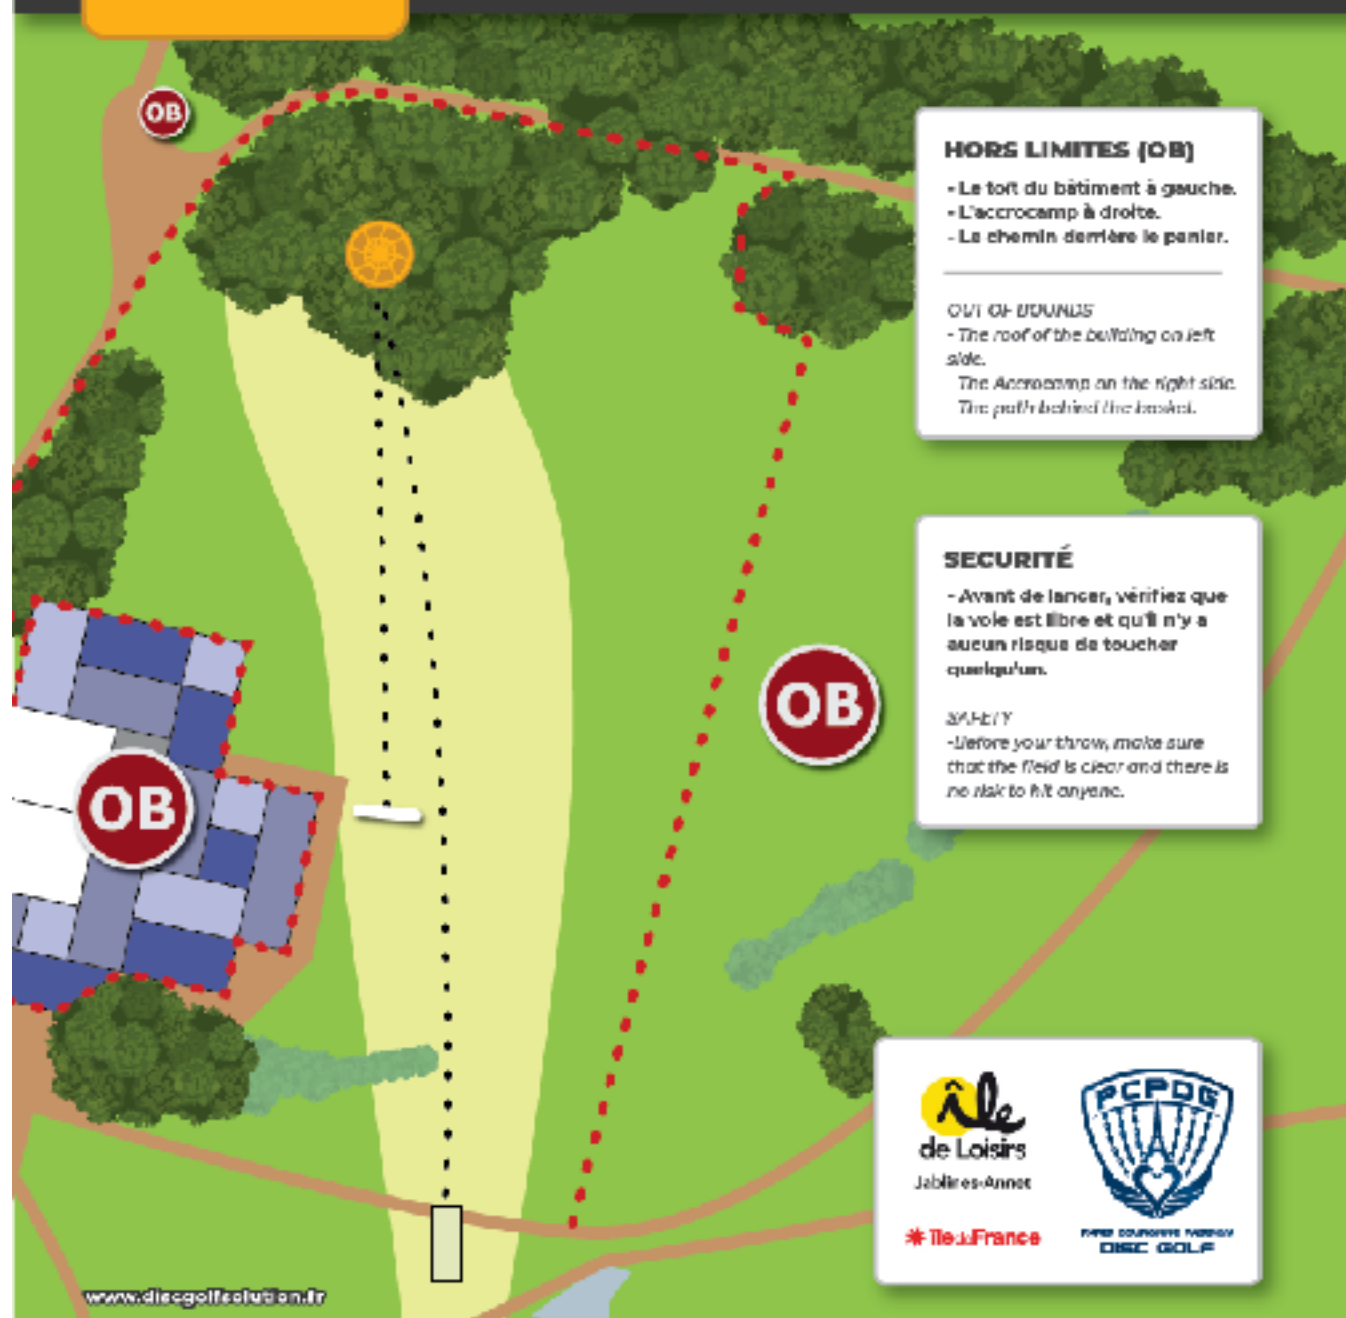 OB
HORS LIMITES (OB)
- Le toit du bâtiment à gauche.
- L'accrocamp à droite.
- Le chemin derrière le panier.
OUT OF BOUNDS
- The roof of the building on left
side.
The Accrocamp on the right side.
The path behind the basket.
SECURITÉ
- Avant de lancer, vérifiez que
la voie est libre et qu'il n'y a
aucun risque de toucher
quelqu'un.
SAFETY
-Before your throw, make sure
that the field is clear and there is
no risk to hit anyone.
OB
OB
île
de Loisirs
Jablines-Annet
île de France
PCPDG
DISC GOLF
www.discgolfsolution.fr